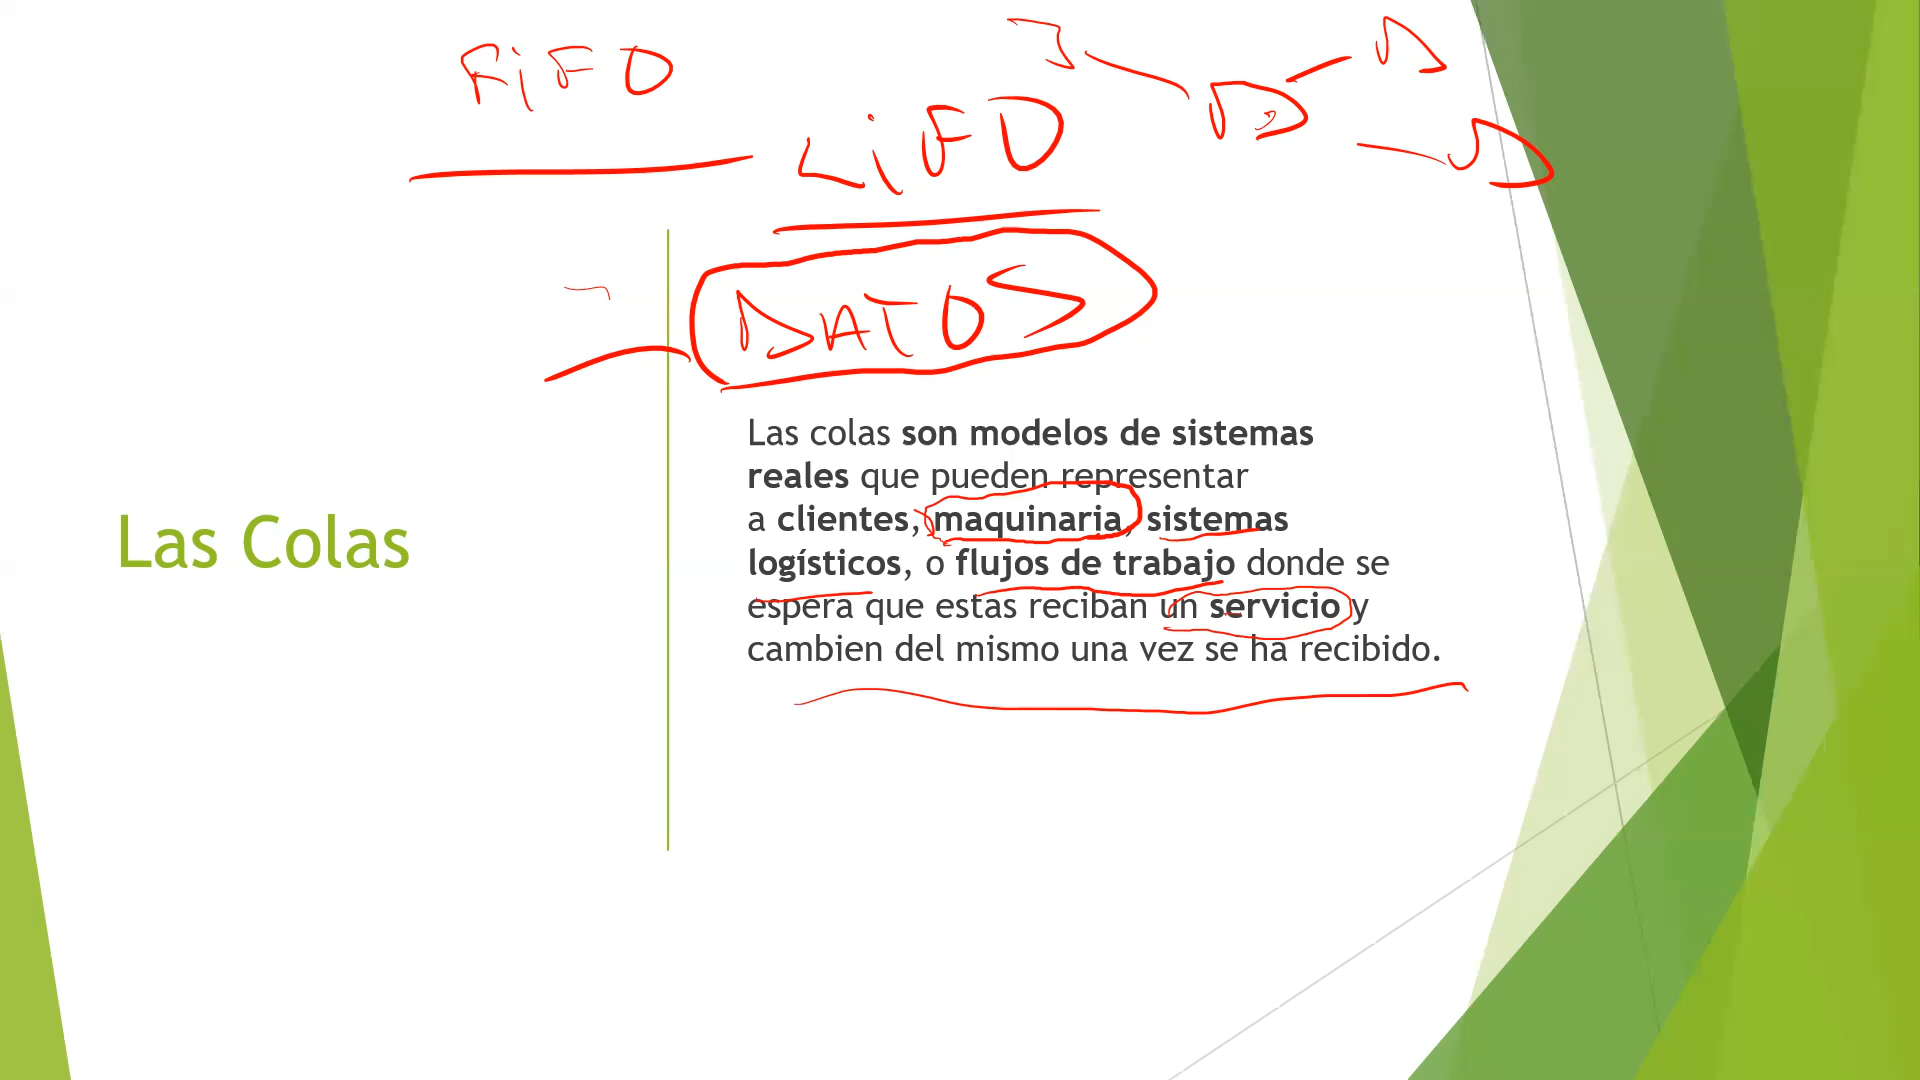 FiFO
LiFO
DATOS
Las Colas
Las colas son modelos de sistemas
reales que pueden representar
a clientes, maquinaria, sistemas
logísticos, o flujos de trabajo donde se
espera que estas reciban un servicio y
cambien del mismo una vez se ha recibido.